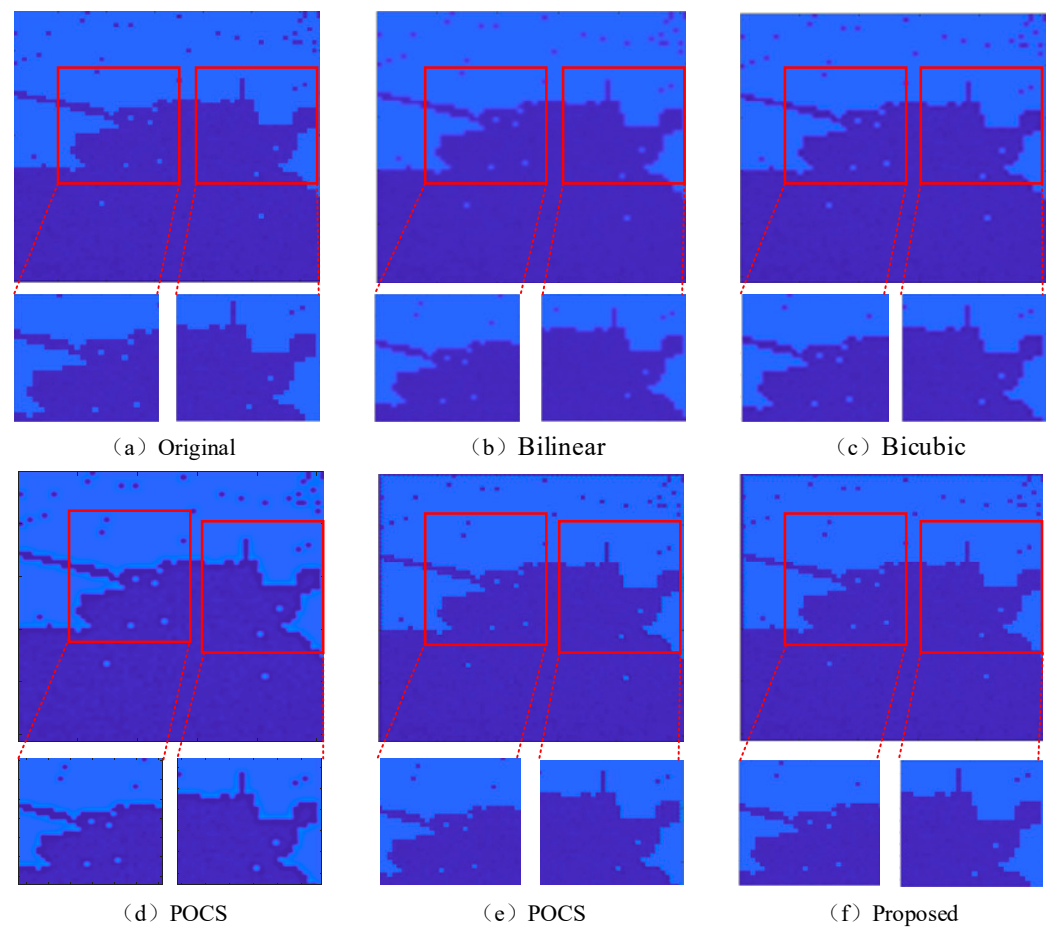 （a）Original
（b）Bilinear
（c）Bicubic
（d）POCS
（e）POCS
（f）Proposed